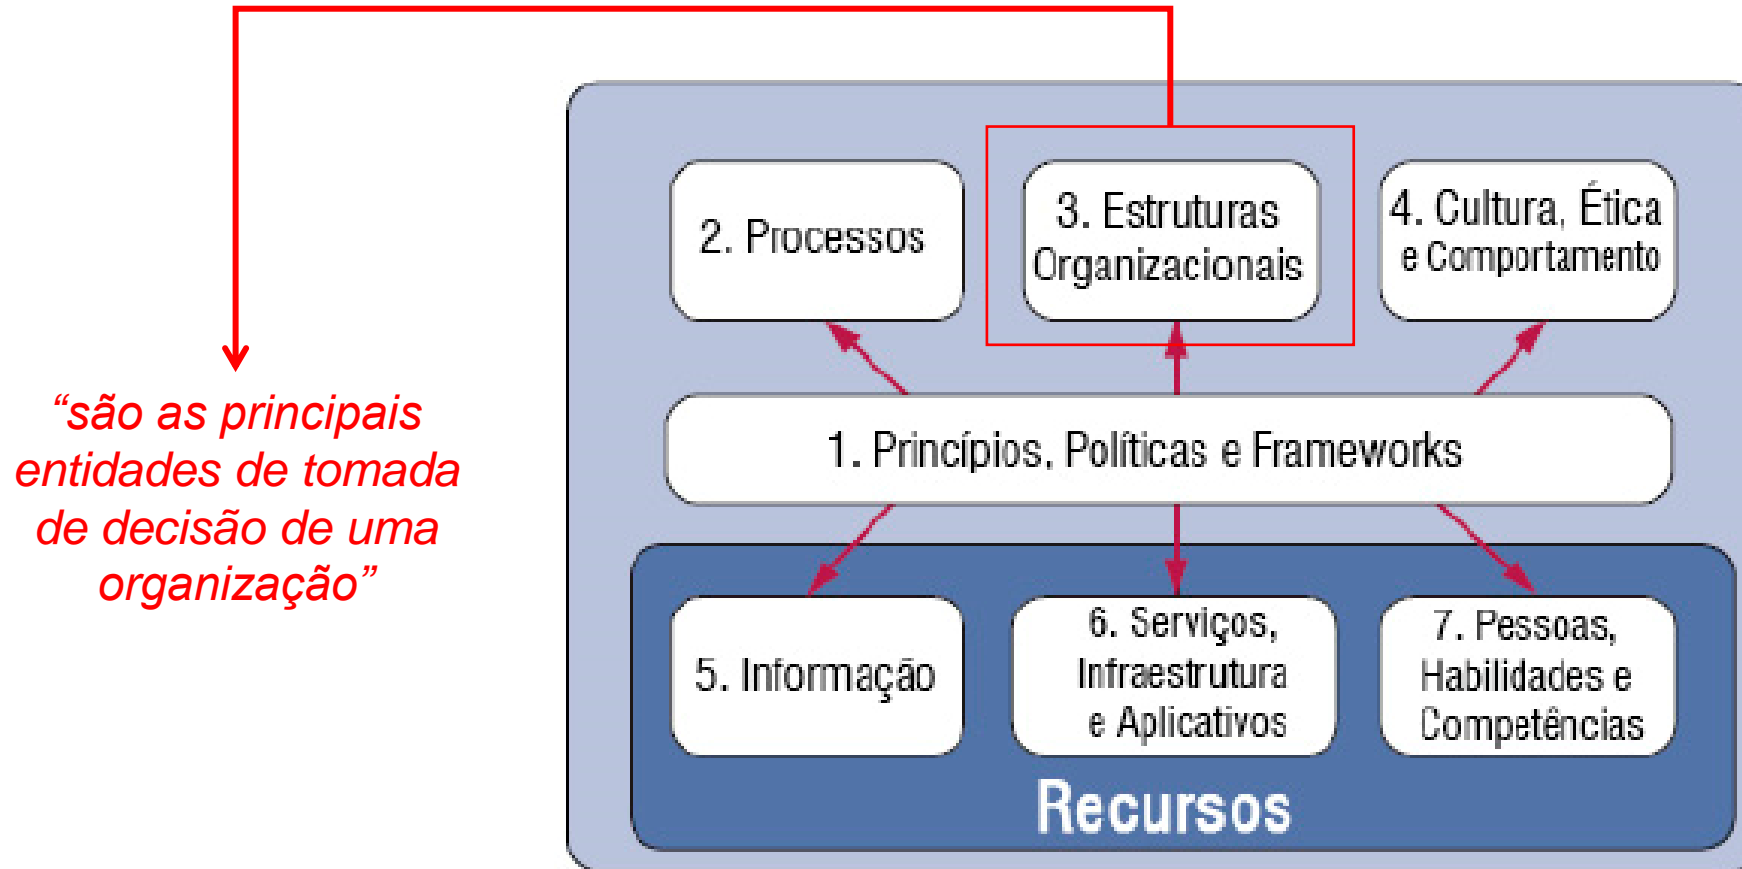 2. Processos
3. Estruturas
Organizacionais
4. Cultura, Ética
e Comportamento
“são as principais
entidades de tomada
de decisão de uma
organização”
1. Princípios, Políticas e Frameworks
5. Informação
6. Serviços,
Infraestrutura
e Aplicativos
7. Pessoas,
Habilidades e
Competências
Recursos